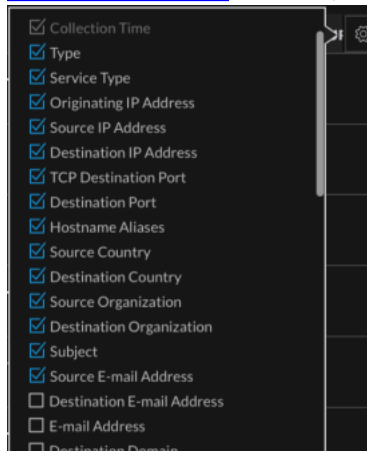 Collection Time
Type
Service Type
Originating IP Address
Source IP Address
Destination IP Address
TCP Destination Port
Destination Port
Hostname Aliases
Source Country
Destination Country
Source Organization
Destination Organization
Subject
Source E-mail Address
Destination E-mail Address
E-mail Address
Destination Domain